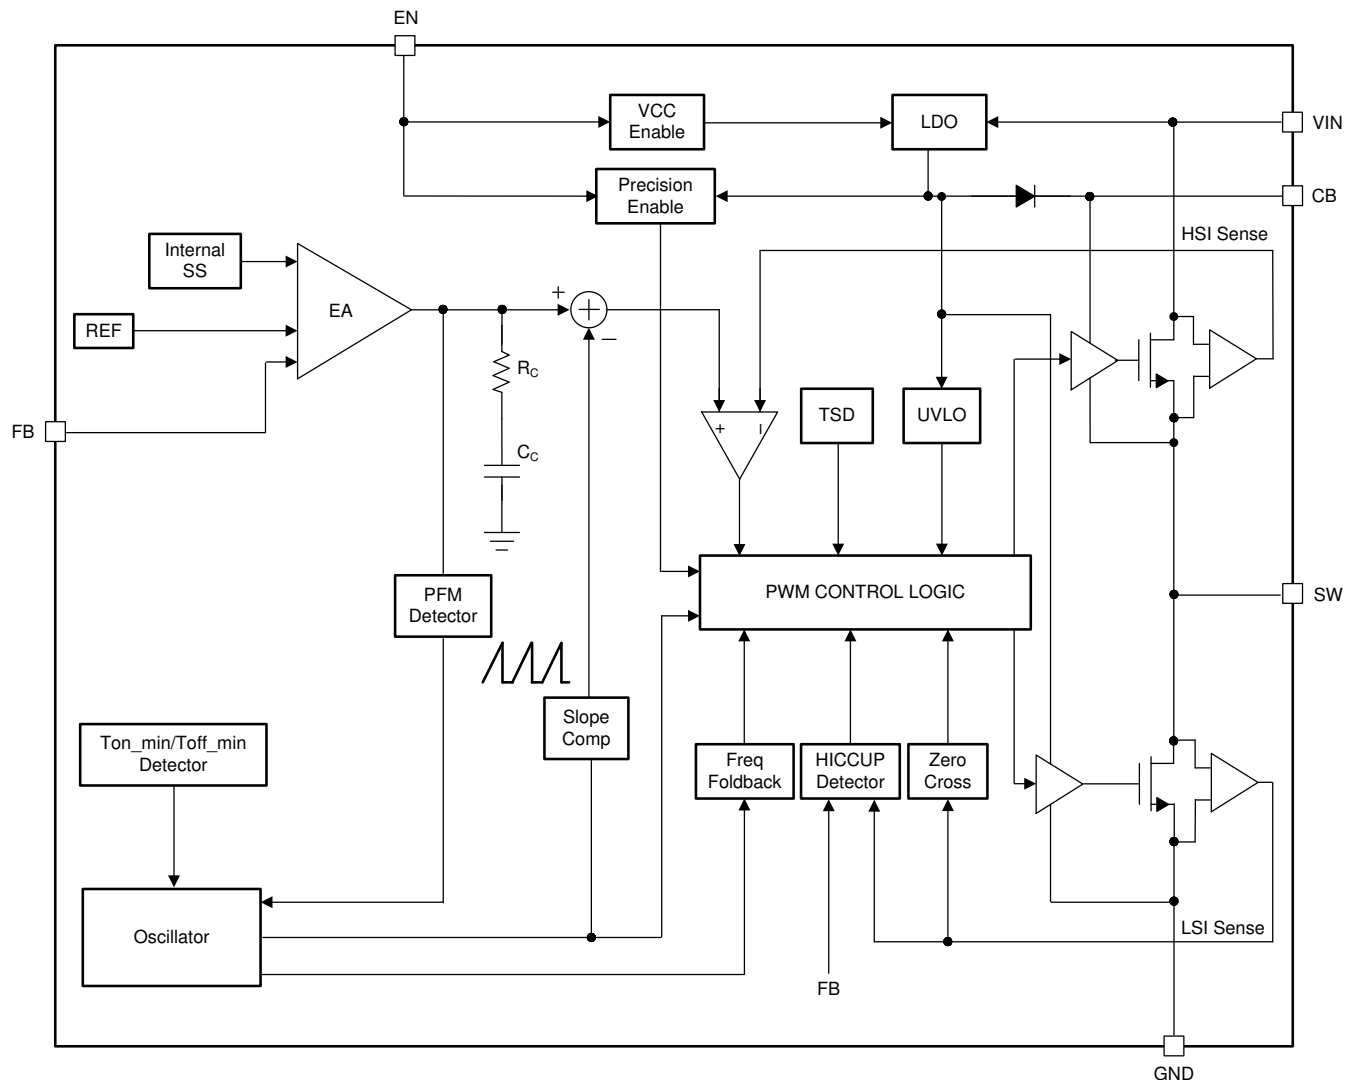 EN
VCC
Enable
LDO
VIN
Precision
Enable
CB
HSI Sense
Internal
SS
EA
REF
+
+
−
RC
FB
TSD
UVLO
+
−
CC
PWM CONTROL LOGIC
PFM
Detector
SW
Slope
Comp
Ton_min/Toff_min
Detector
Freq
Foldback
HICCUP
Detector
Zero
Cross
Oscillator
LSI Sense
FB
GND